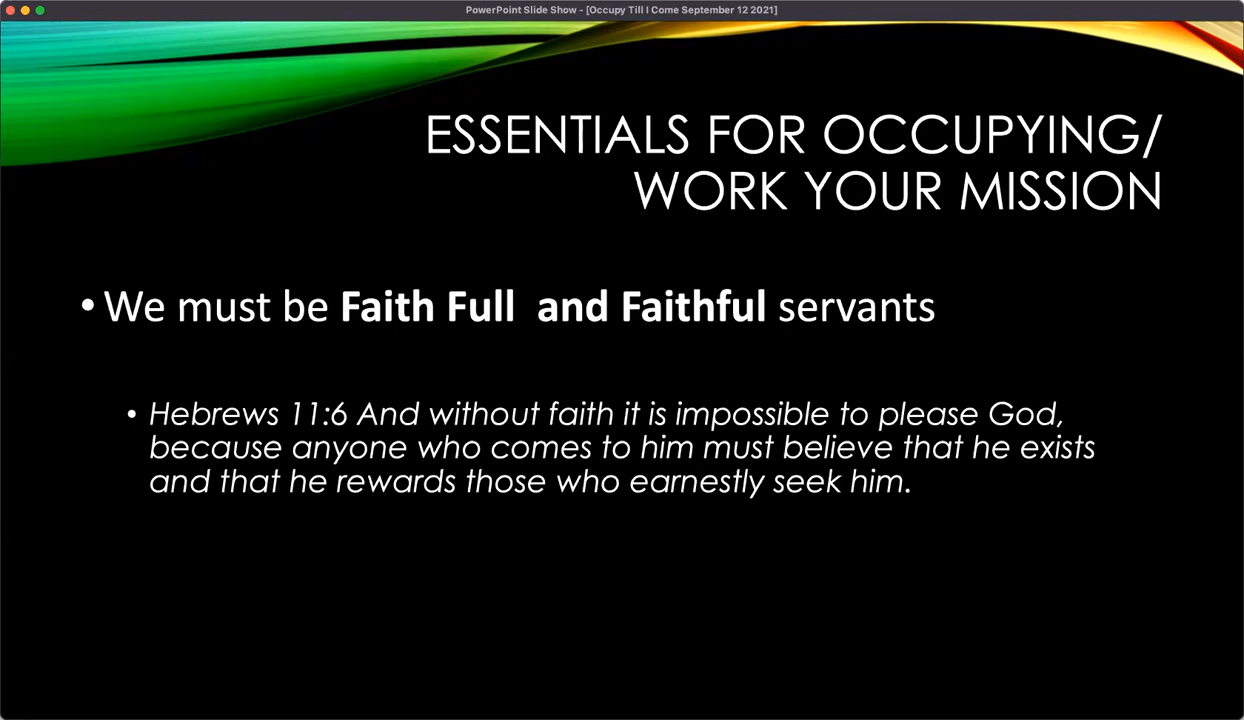 PowerPoint Slide Show - [Occupy Till I Come September 12 2021]
ESSENTIALS FOR OCCUPYING/
WORK YOUR MISSION
• We must be Faith Full  and Faithful servants
• Hebrews 11:6 And without faith it is impossible to please God,
because anyone who comes to him must believe that he exists
and that he rewards those who earnestly seek him.